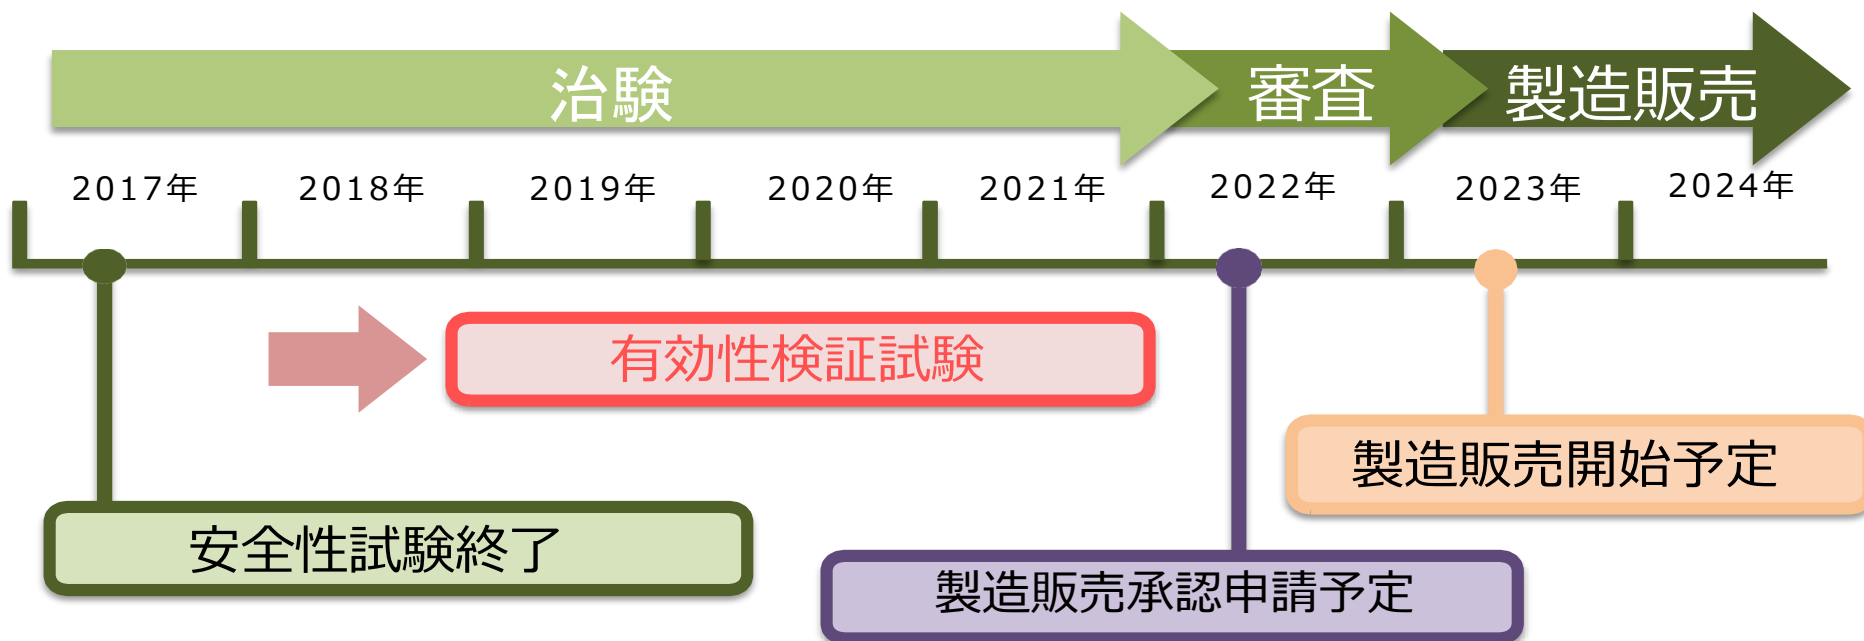 治験
審査
製造販売
2017年
2018年
2019年
2020年
2021年
2022年
2023年
2024年
有効性検証試験
製造販売開始予定
安全性試験終了
製造販売承認申請予定